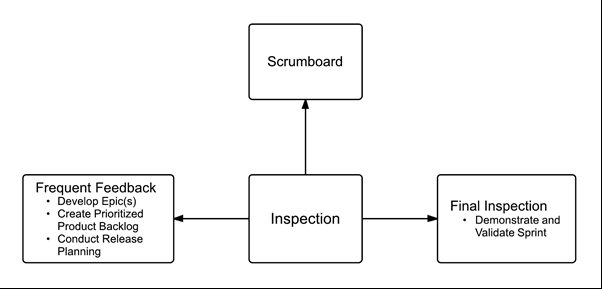 Scrumboard
Frequent Feedback
• Develop Epic(s)
• Create Prioritized
Product Backlog
• Conduct Release
Planning
Inspection
Final Inspection
• Demonstrate and
Validate Sprint